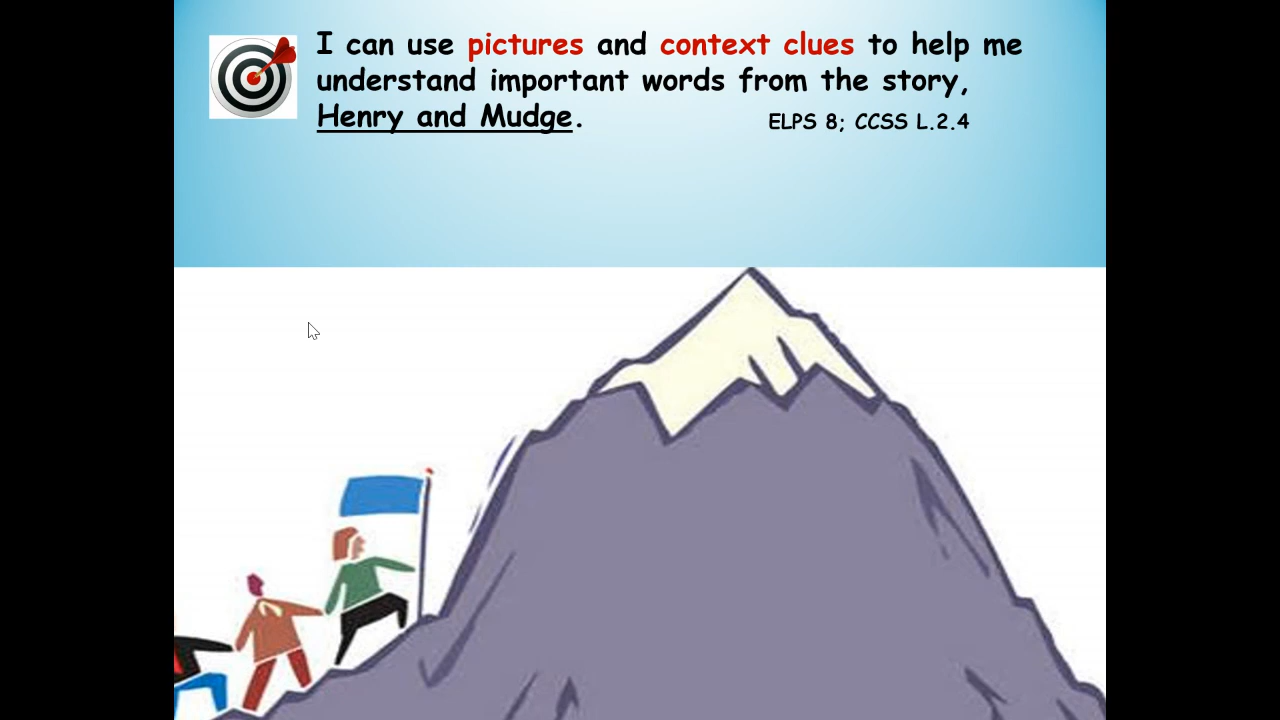 I can use pictures and context clues to help me
understand important words from the story,
Henry and Mudge.
ELPS 8; CCSS L.2.4